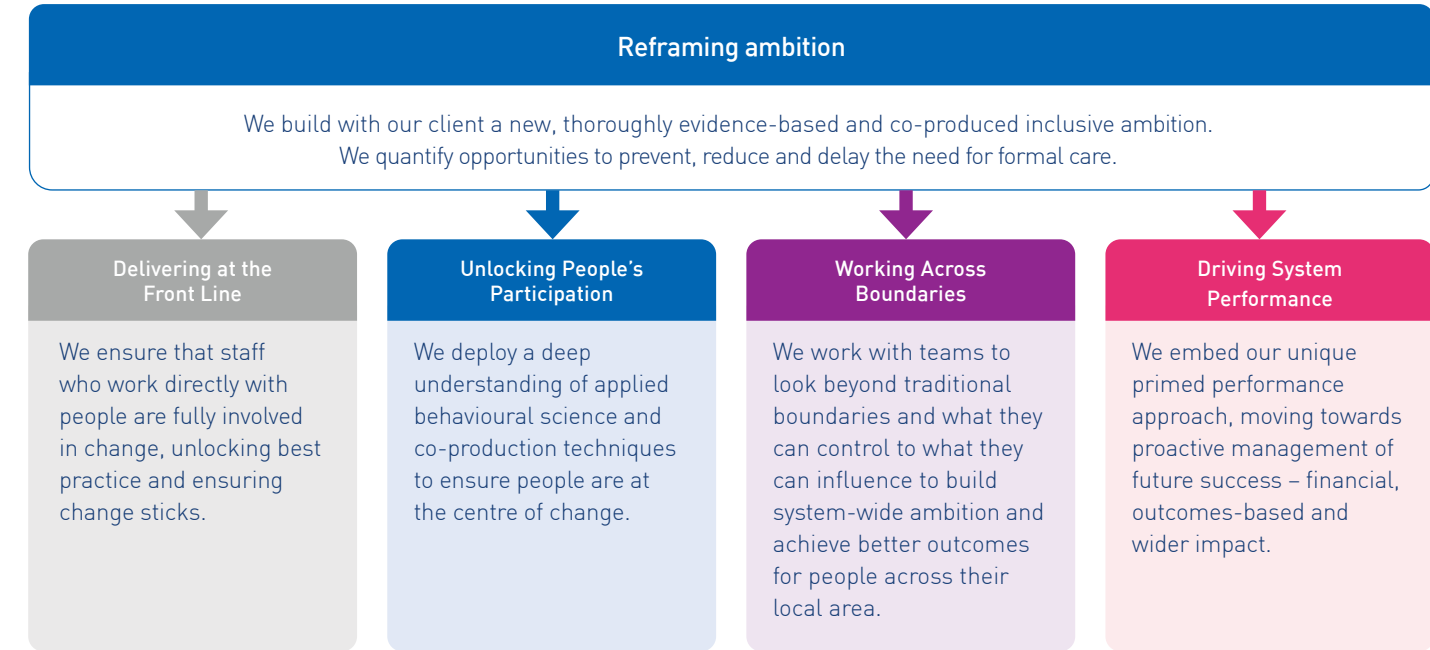 Reframing ambition
We build with our client a new, thoroughly evidence-based and co-produced inclusive ambition.
We quantify opportunities to prevent, reduce and delay the need for formal care.
Delivering at the
Front Line
We ensure that staff
who work directly with
people are fully involved
in change, unlocking best
practice and ensuring
change sticks.
Unlocking People’s
Participation
We deploy a deep
understanding of applied
behavioural science and
co-production techniques
to ensure people are at
the centre of change.
Working Across
Boundaries
We work with teams to
look beyond traditional
boundaries and what they
can control to what they
can influence to build
system-wide ambition and
achieve better outcomes
for people across their
local area.
Driving System
Performance
We embed our unique
primed performance
approach, moving towards
proactive management of
future success – financial,
outcomes-based and
wider impact.